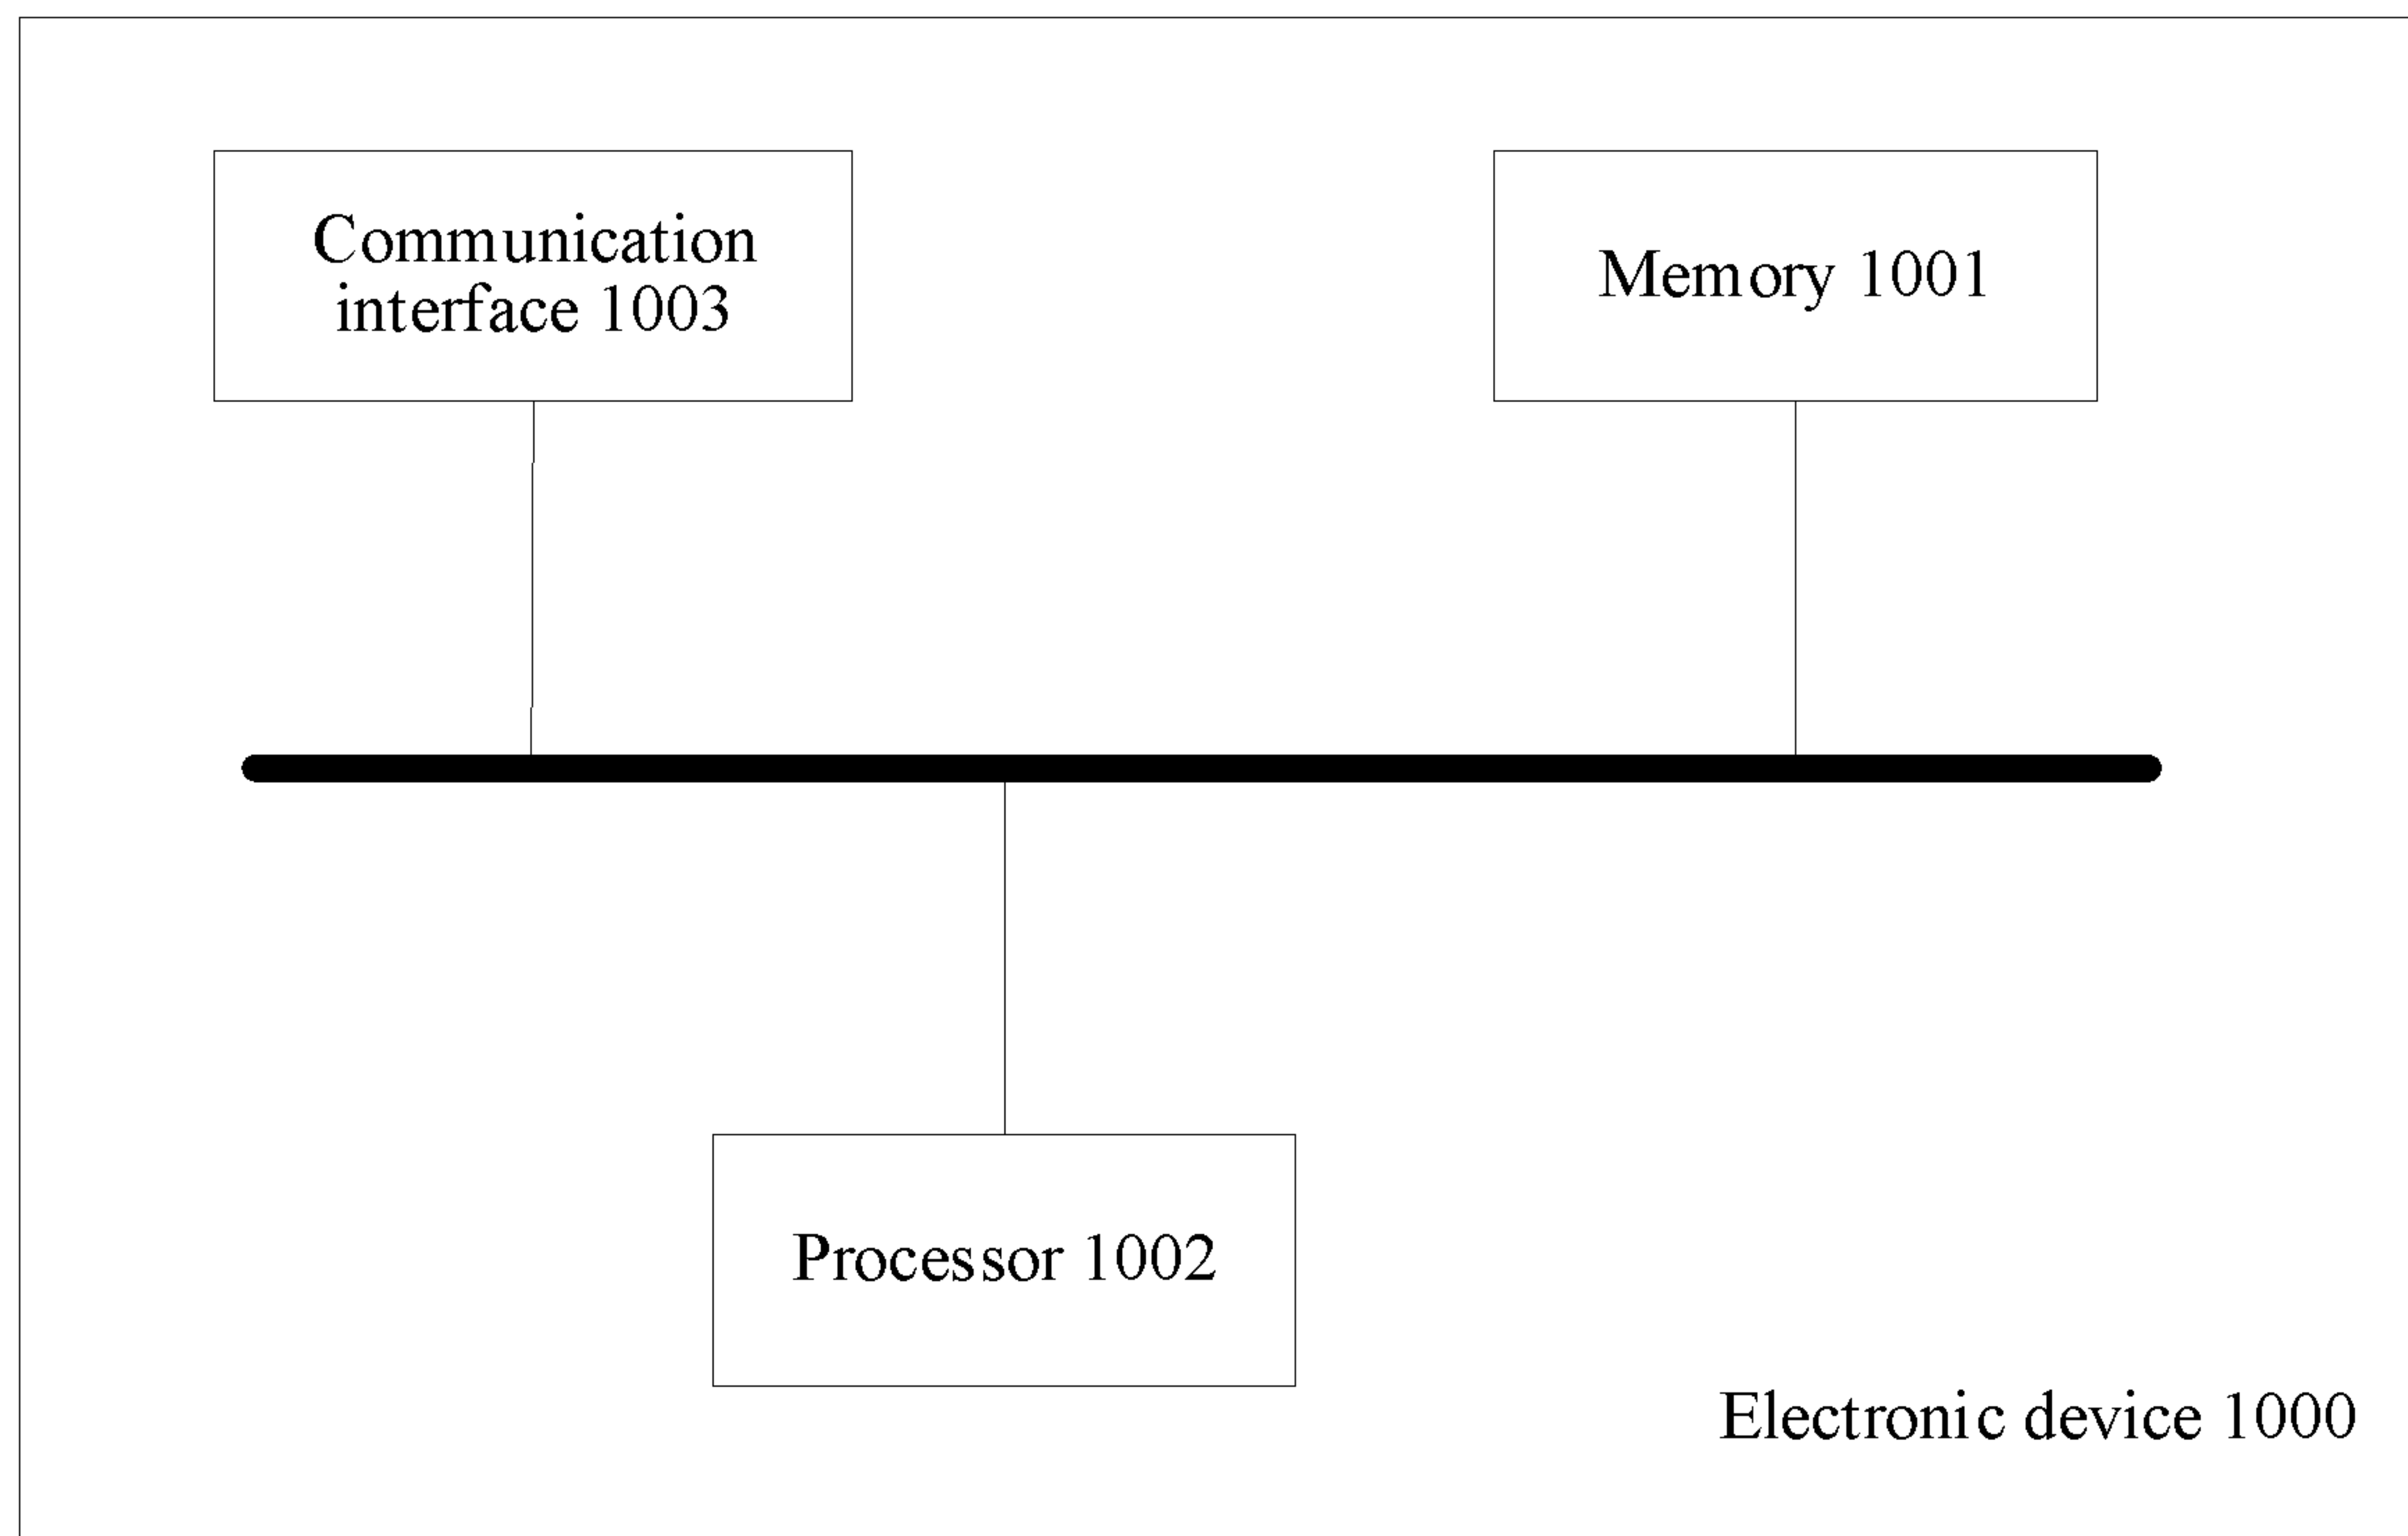 Communication
interface 1003
Memory 1001
Processor 1002
Electronic device 1000